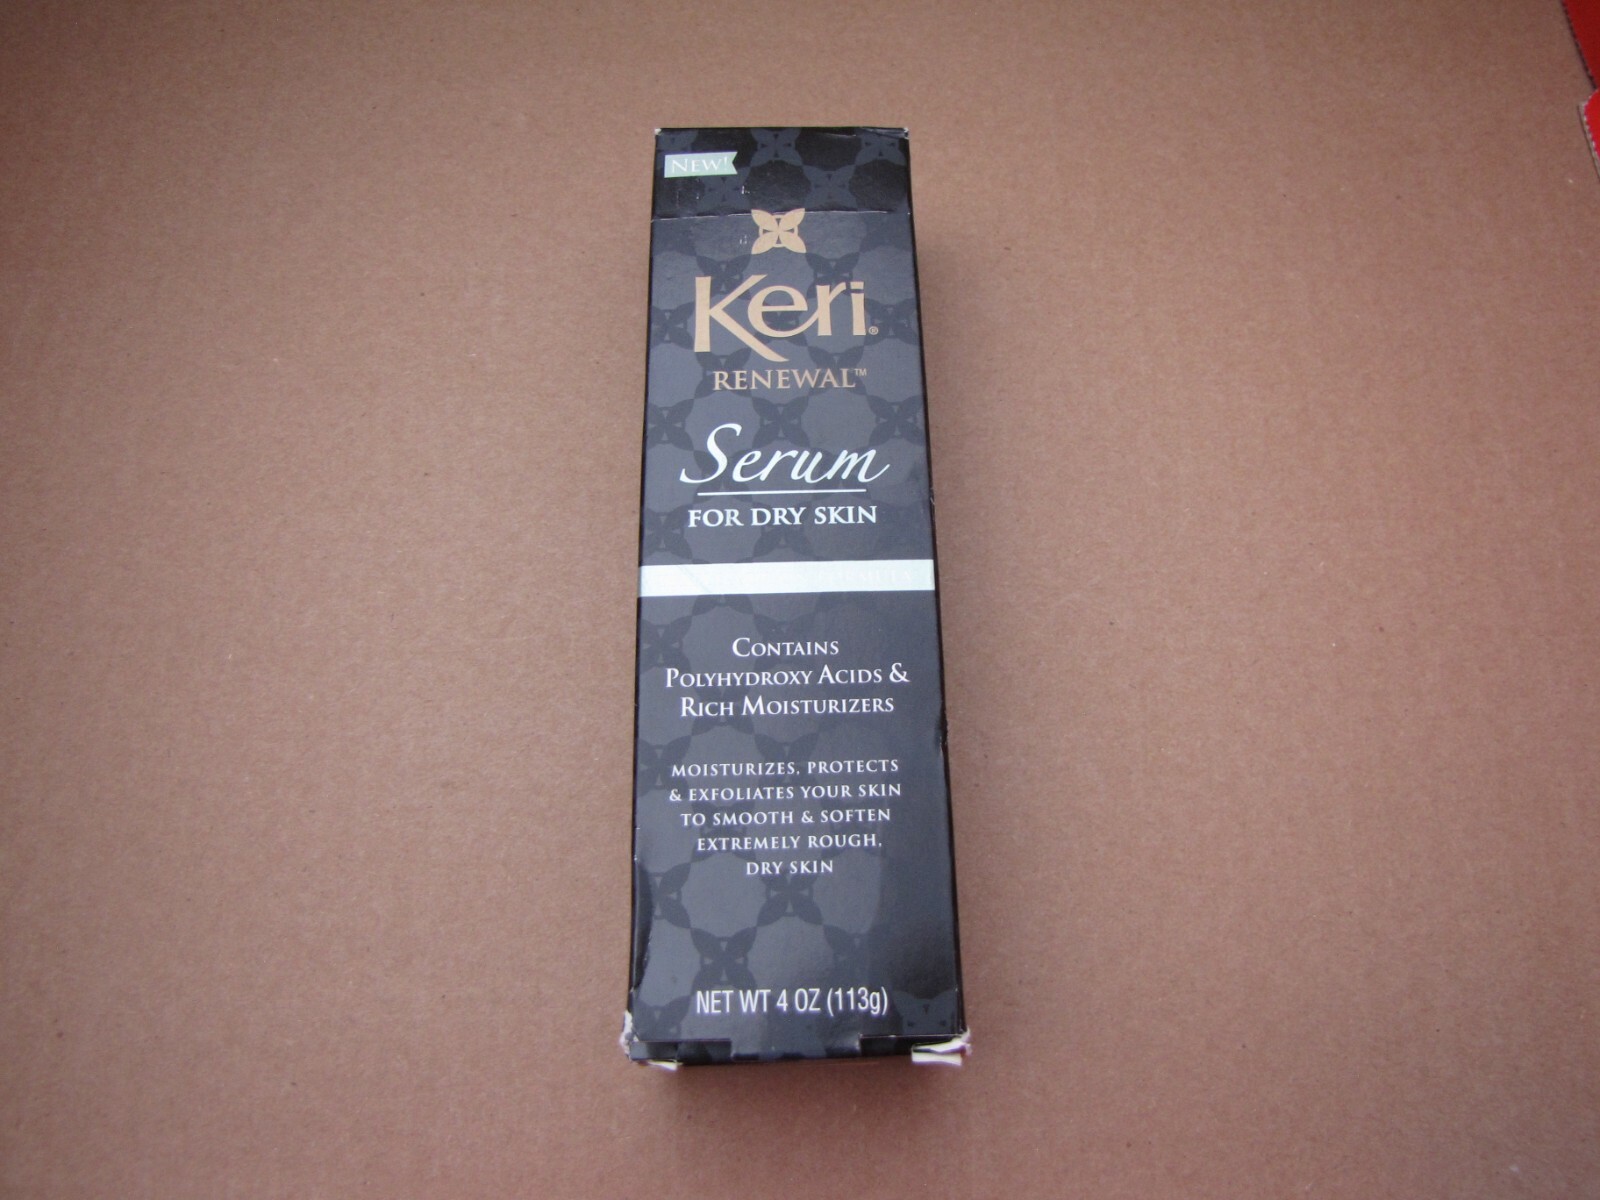 NEW!
Keri®
RENEWAL™
Serum
FOR DRY SKIN
CONTAINS
POLYHYDROXY ACIDS &
RICH MOISTURIZERS
MOISTURIZES, PROTECTS
& EXFOLIATES YOUR SKIN
TO SMOOTH & SOFTEN
EXTREMELY ROUGH,
DRY SKIN
NET WT 4 OZ (113g)